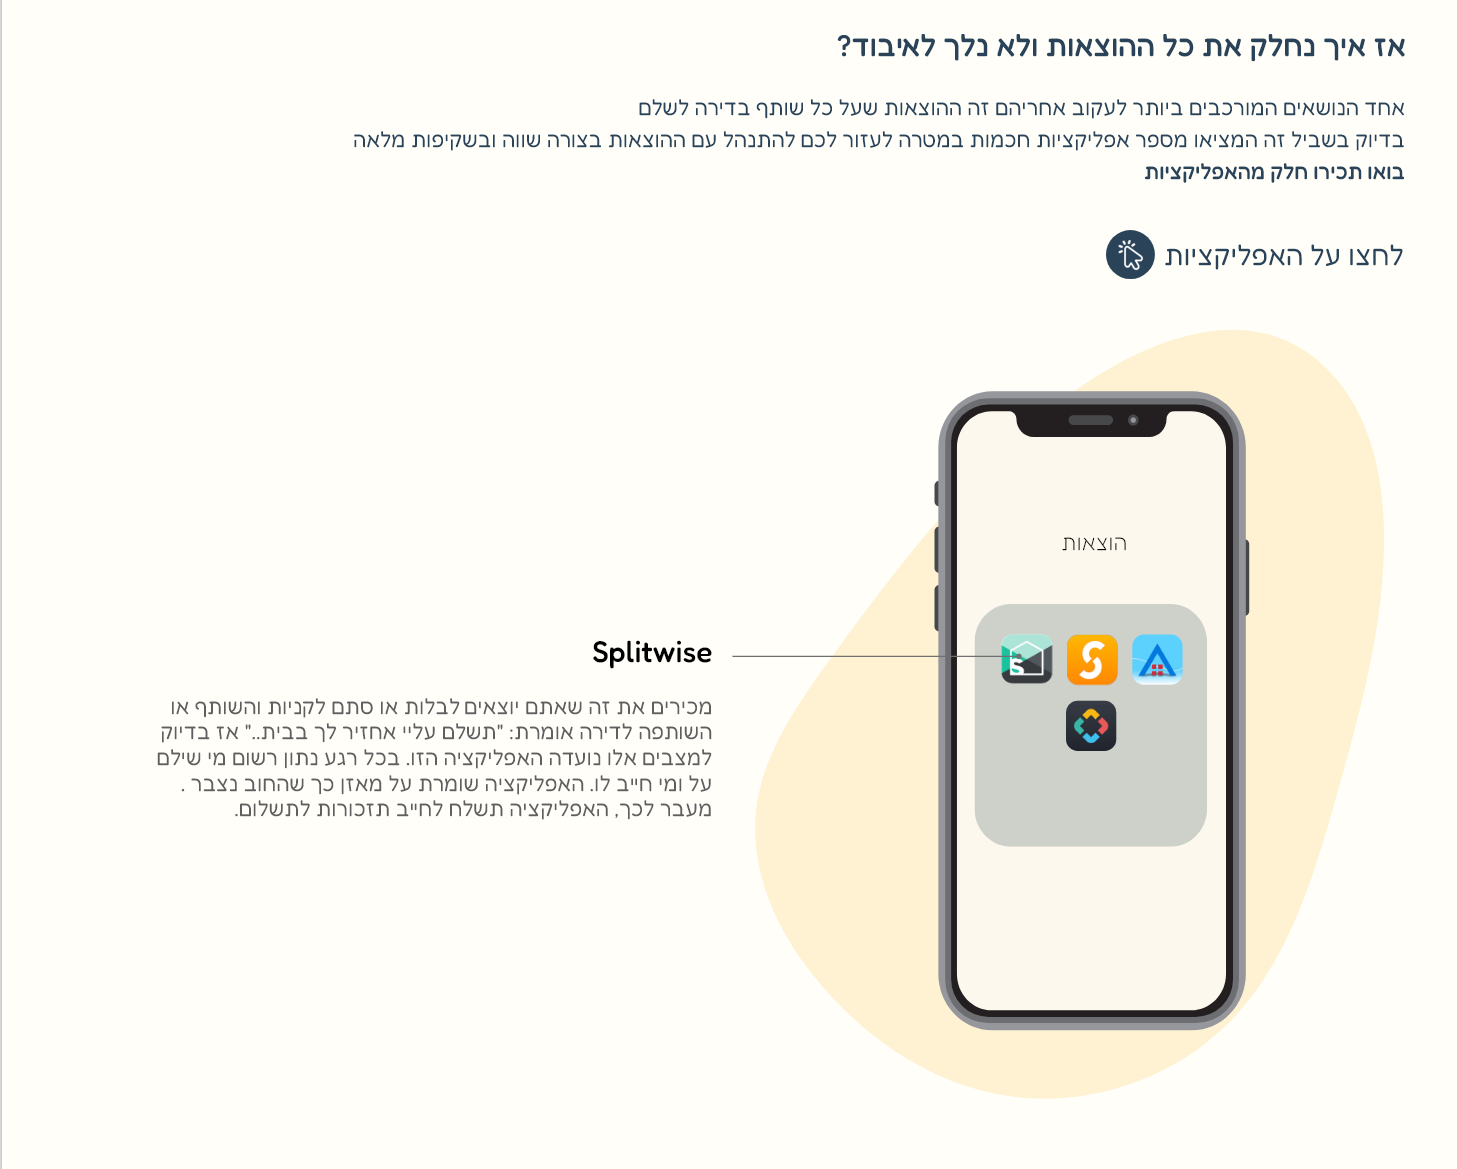 אז איך נחלק את כל ההוצאות ולא נלך לאיבוד?
אחד הנושאים המורכבים ביותר לעקוב אחריהם זה ההוצאות שעל כל שותף בדירה לשלם
בדיוק בשביל זה המציאו מספר אפליקציות חכמות במטרה לעזור לכם להתנהל עם ההוצאות בצורה שווה ובשקיפות מלאה
בואו תכירו חלק מהאפליקציות
לחצו על האפליקציות
הוצאות
Splitwise
מכירים את זה שאתם יוצאים לבלות או סתם לקניות והשותף או
השותפה לדירה אומרת: "תשלם עליי אחזיר לך בבית.." אז בדיוק
למצבים אלו נועדה האפליקציה הזו. בכל רגע נתון רשום מי שילם
על ומי חייב לו. האפליקציה שומרת על מאזן כך שהחוב נצבר .
מעבר לכך, האפליקציה תשלח לחייב תזכורות לתשלום.